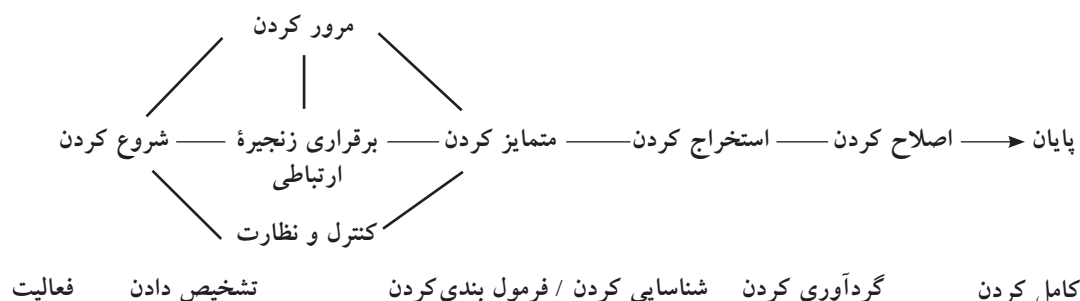 مرور کردن
شروع کردن برقراری زنجیرهٔ متمایز کردن استخراج کردن اصلاح کردن پایان
ارتباطی
کنترل و نظارت
فعالیت تشخیص دادن شناسایی کردن / فرمول بندی کردن گردآوری کردن کامل کردن